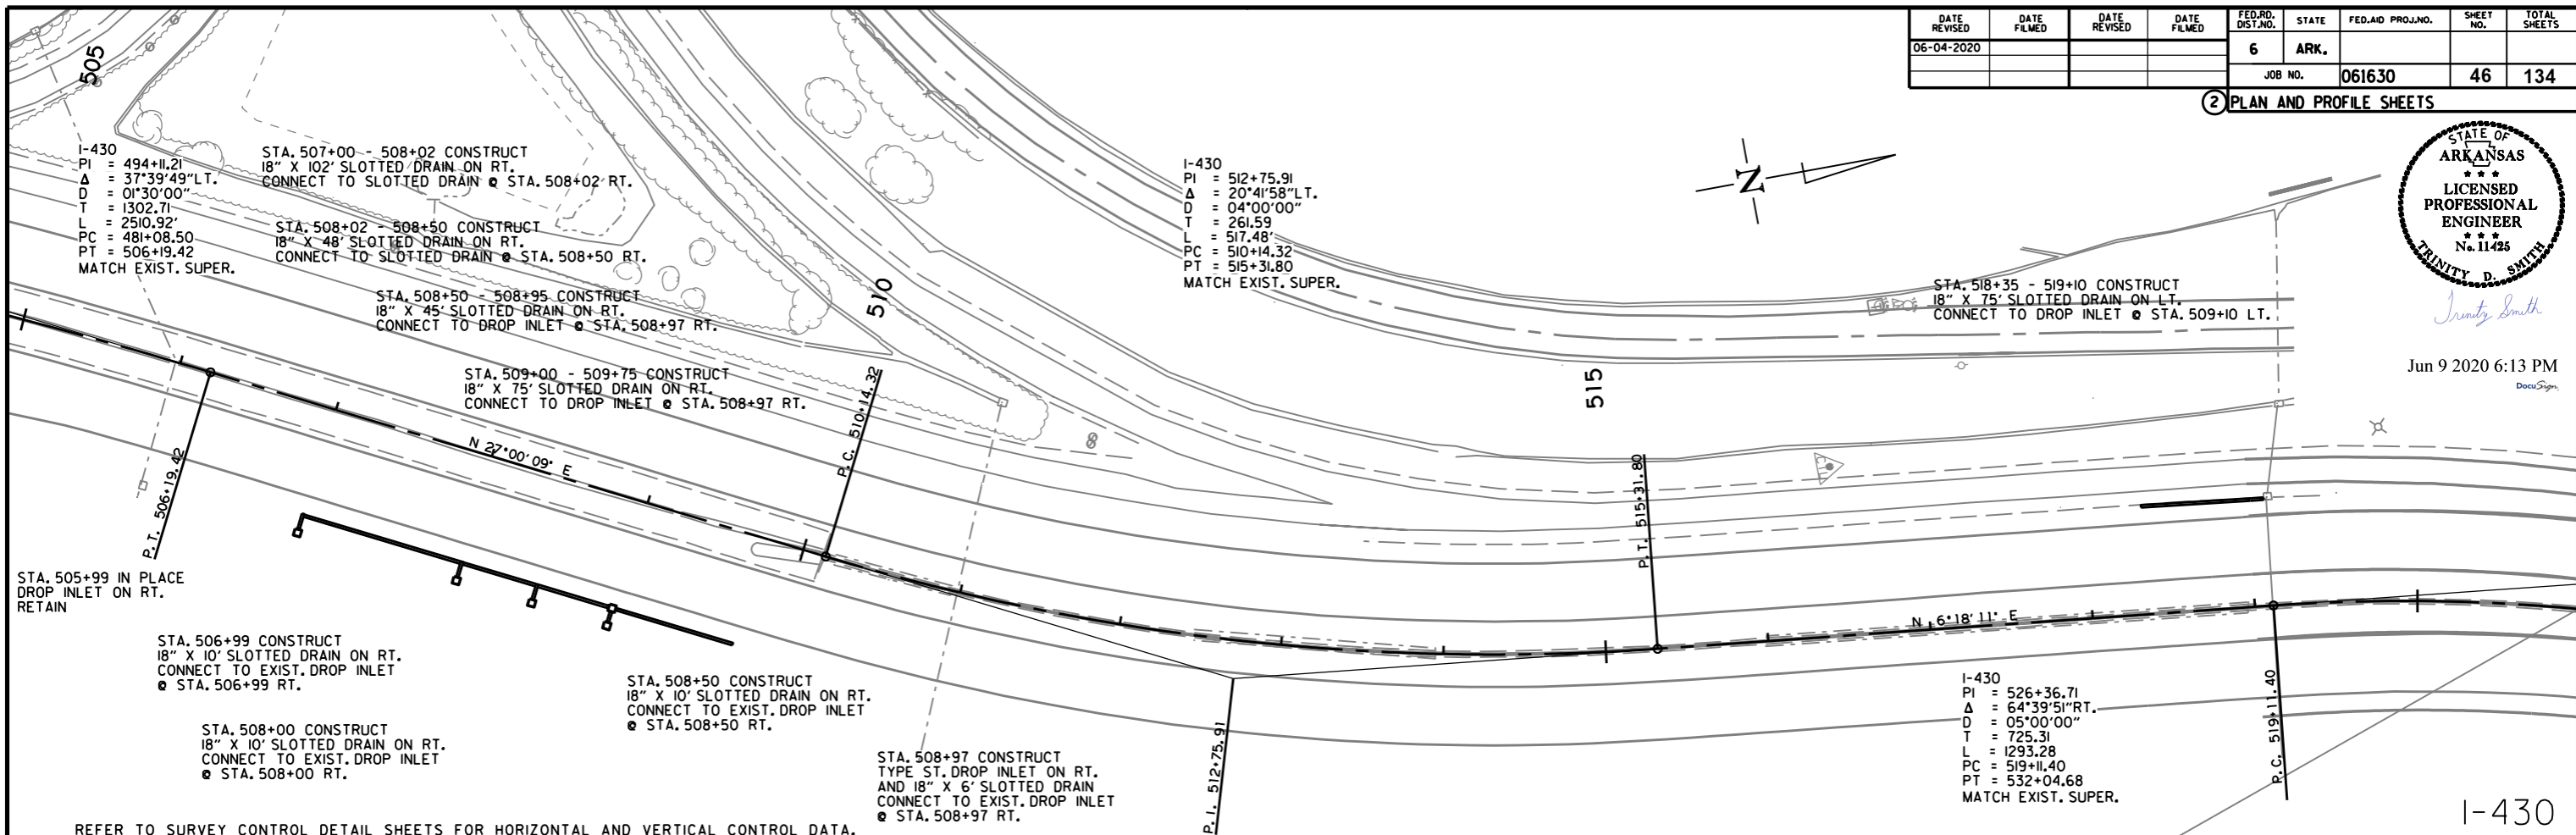 DATE REVISED
DATE FILMED
DATE REVISED
DATE FILMED
FED.RD. DIST.NO.
STATE
FED.AID PROJ.NO.
SHEET NO.
TOTAL SHEETS
06-04-2020
6
ARK.
JOB NO.
061630
46
134
2 PLAN AND PROFILE SHEETS
STATE OF
ARKANSAS
* * *
LICENSED
PROFESSIONAL
ENGINEER
* * *
No. 11425
TRINITY D. SMITH
Trinity Smith
Jun 9 2020 6:13 PM
DocuSign
505
I-430
PI = 494+11.21
Δ = 37°39'49"LT.
D = 01°30'00"
T = 1302.71
L = 2510.92'
PC = 481+08.50
PT = 506+19.42
MATCH EXIST. SUPER.
STA. 507+00 - 508+02 CONSTRUCT
18" X 102' SLOTTED DRAIN ON RT.
CONNECT TO SLOTTED DRAIN @ STA. 508+02 RT.
STA. 508+02 - 508+50 CONSTRUCT
18" X 48' SLOTTED DRAIN ON RT.
CONNECT TO SLOTTED DRAIN @ STA. 508+50 RT.
STA. 508+50 - 508+95 CONSTRUCT
18" X 45' SLOTTED DRAIN ON RT.
CONNECT TO DROP INLET @ STA. 508+97 RT.
STA. 509+00 - 509+75 CONSTRUCT
18" X 75' SLOTTED DRAIN ON RT.
CONNECT TO DROP INLET @ STA. 508+97 RT.
510
I-430
PI = 512+75.91
Δ = 20°41'58"LT.
D = 04°00'00"
T = 261.59
L = 517.48'
PC = 510+14.32
PT = 515+31.80
MATCH EXIST. SUPER.
N
STA. 518+35 - 519+10 CONSTRUCT
18" X 75' SLOTTED DRAIN ON LT.
CONNECT TO DROP INLET @ STA. 509+10 LT.
515
P.T. 506+19.42
N 27°00'09" E
P.C. 510+14.32
P.T. 515+31.80
N 6°18'11" E
P.C. 519+11.40
P.I. 512+75.91
STA. 505+99 IN PLACE
DROP INLET ON RT.
RETAIN
STA. 506+99 CONSTRUCT
18" X 10' SLOTTED DRAIN ON RT.
CONNECT TO EXIST. DROP INLET
@ STA. 506+99 RT.
STA. 508+00 CONSTRUCT
18" X 10' SLOTTED DRAIN ON RT.
CONNECT TO EXIST. DROP INLET
@ STA. 508+00 RT.
STA. 508+50 CONSTRUCT
18" X 10' SLOTTED DRAIN ON RT.
CONNECT TO EXIST. DROP INLET
@ STA. 508+50 RT.
STA. 508+97 CONSTRUCT
TYPE ST. DROP INLET ON RT.
AND 18" X 6' SLOTTED DRAIN
CONNECT TO EXIST. DROP INLET
@ STA. 508+97 RT.
I-430
PI = 526+36.71
Δ = 64°39'51"RT.
D = 05°00'00"
T = 725.31
L = 1293.28
PC = 519+11.40
PT = 532+04.68
MATCH EXIST. SUPER.
I-430
REFER TO SURVEY CONTROL DETAIL SHEETS FOR HORIZONTAL AND VERTICAL CONTROL DATA.